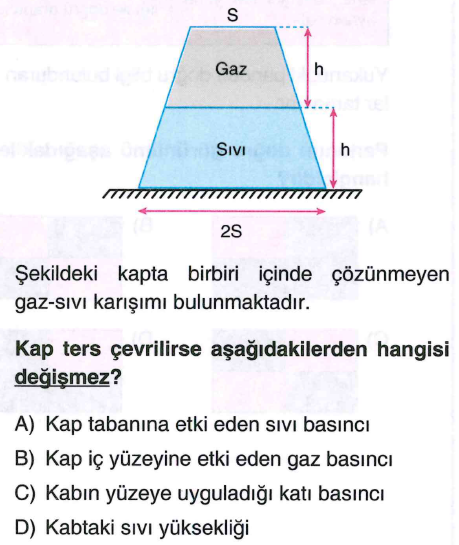 S
Gaz
h
Sıvı
h
2S
Şekildeki kapta birbiri içinde çözünmeyen
gaz-sıvı karışımı bulunmaktadır.
Kap ters çevrilirse aşağıdakilerden hangisi
değişmez?
A) Kap tabanına etki eden sıvı basıncı
B) Kap iç yüzeyine etki eden gaz basıncı
C) Kabın yüzeye uyguladığı katı basıncı
D) Kabtaki sıvı yüksekliği